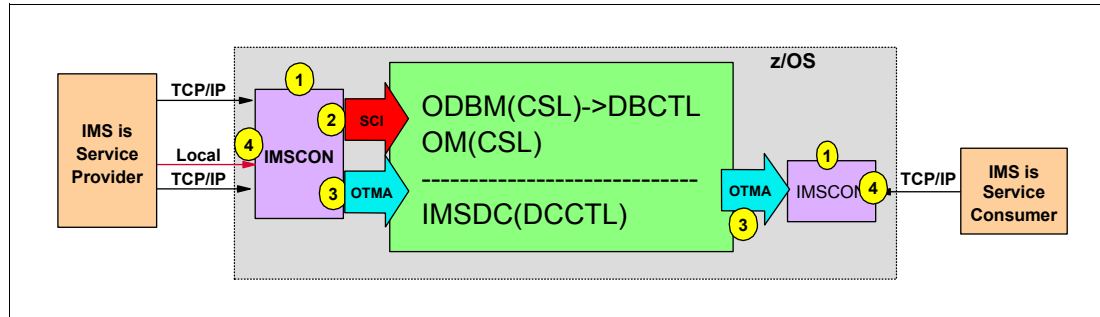 z/OS
IMS is
Service
Provider
TCP/IP
Local
TCP/IP
1
4
IMSCON
2
SCI
3
OTMA
ODBM(CSL)->DBCTL
OM(CSL)
----------------------------
IMSDC(DCCTL)
OTMA
3
1
IMSCON
4
TCP/IP
IMS is
Service
Consumer